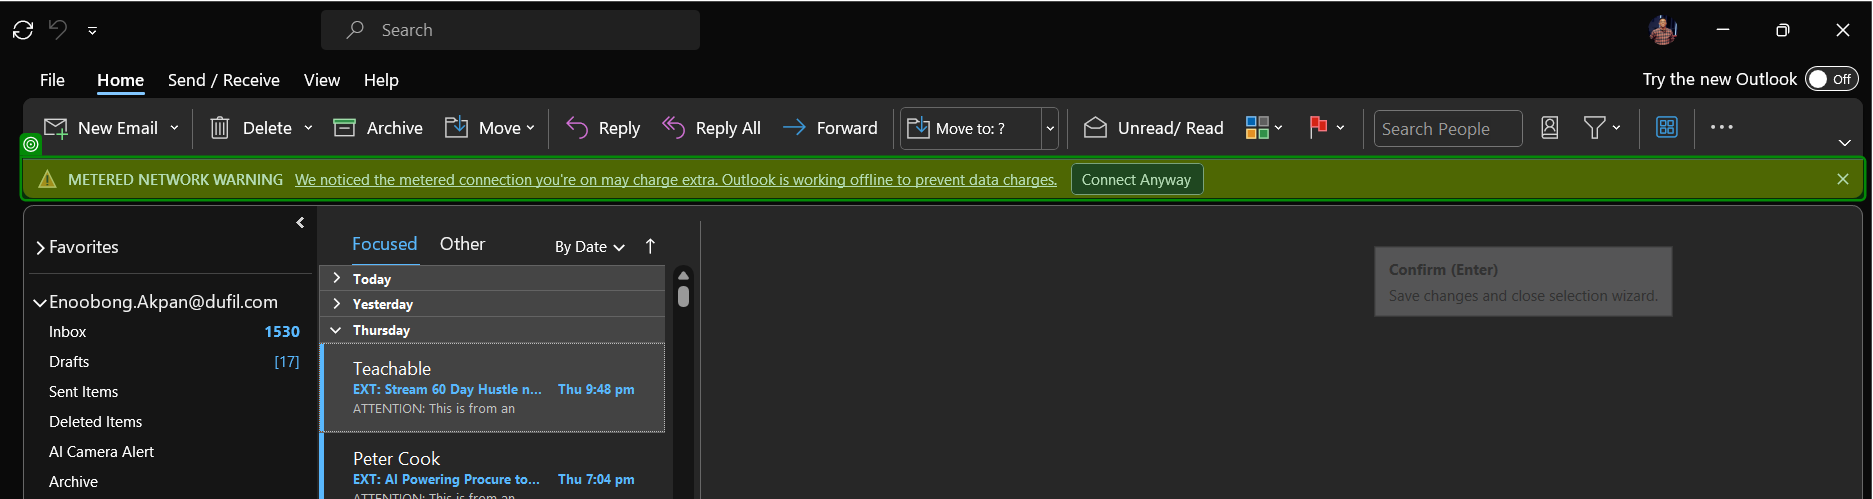 Search
File Home Send / Receive View Help
Try the new Outlook Off
New Email Delete Archive Move Reply Reply All Forward Move to: ? Unread/ Read Search People
METERED NETWORK WARNING We noticed the metered connection you're on may charge extra. Outlook is working offline to prevent data charges. Connect Anyway
Favorites
Focused Other By Date
Today
Yesterday
Thursday
Enoobong.Akpan@dufil.com
Inbox 1530
Drafts [17]
Sent Items
Deleted Items
AI Camera Alert
Archive
Teachable
EXT: Stream 60 Day Hustle n... Thu 9:48 pm
ATTENTION: This is from an
Peter Cook
EXT: AI Powering Procure to... Thu 7:04 pm
ATTENTION: This is from an
Confirm (Enter)
Save changes and close selection wizard.